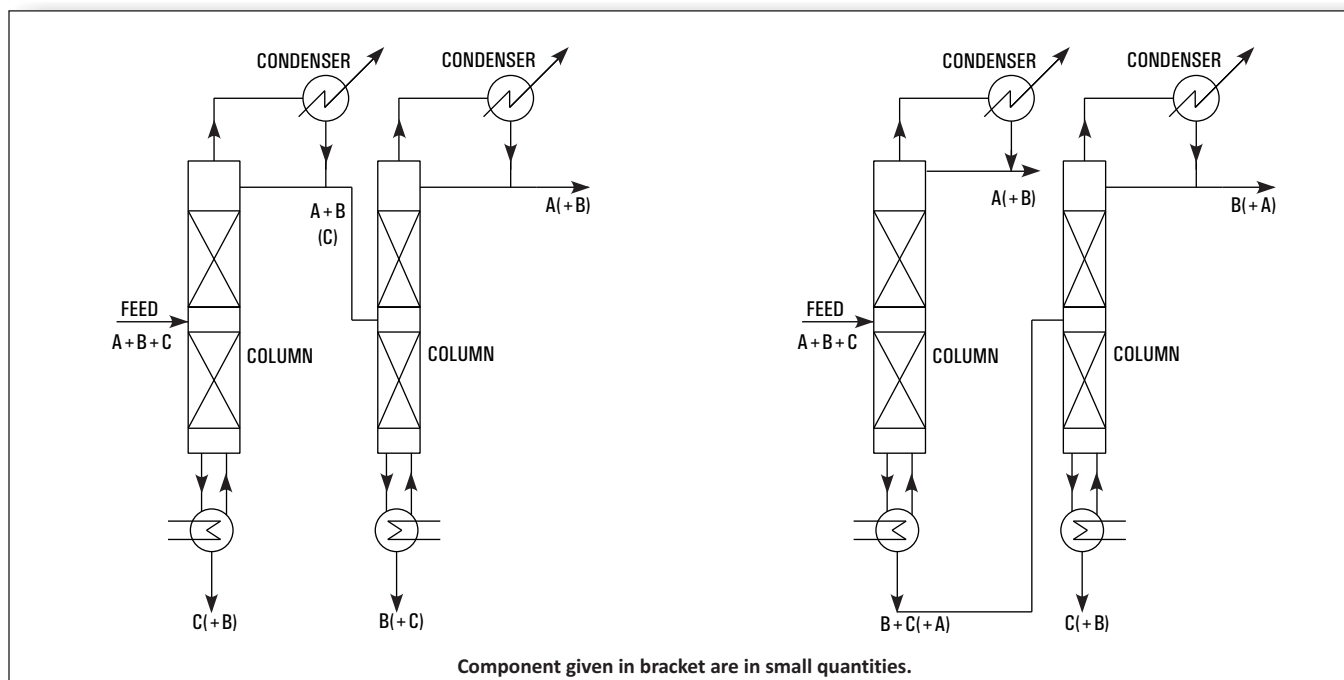 CONDENSER
CONDENSER
A+B
(C)
A(+B)
FEED
A+B+C
COLUMN
COLUMN
C(+B)
B(+C)
CONDENSER
CONDENSER
A(+B)
B(+A)
FEED
A+B+C
COLUMN
COLUMN
B+C(+A)
C(+B)
Component given in bracket are in small quantities.